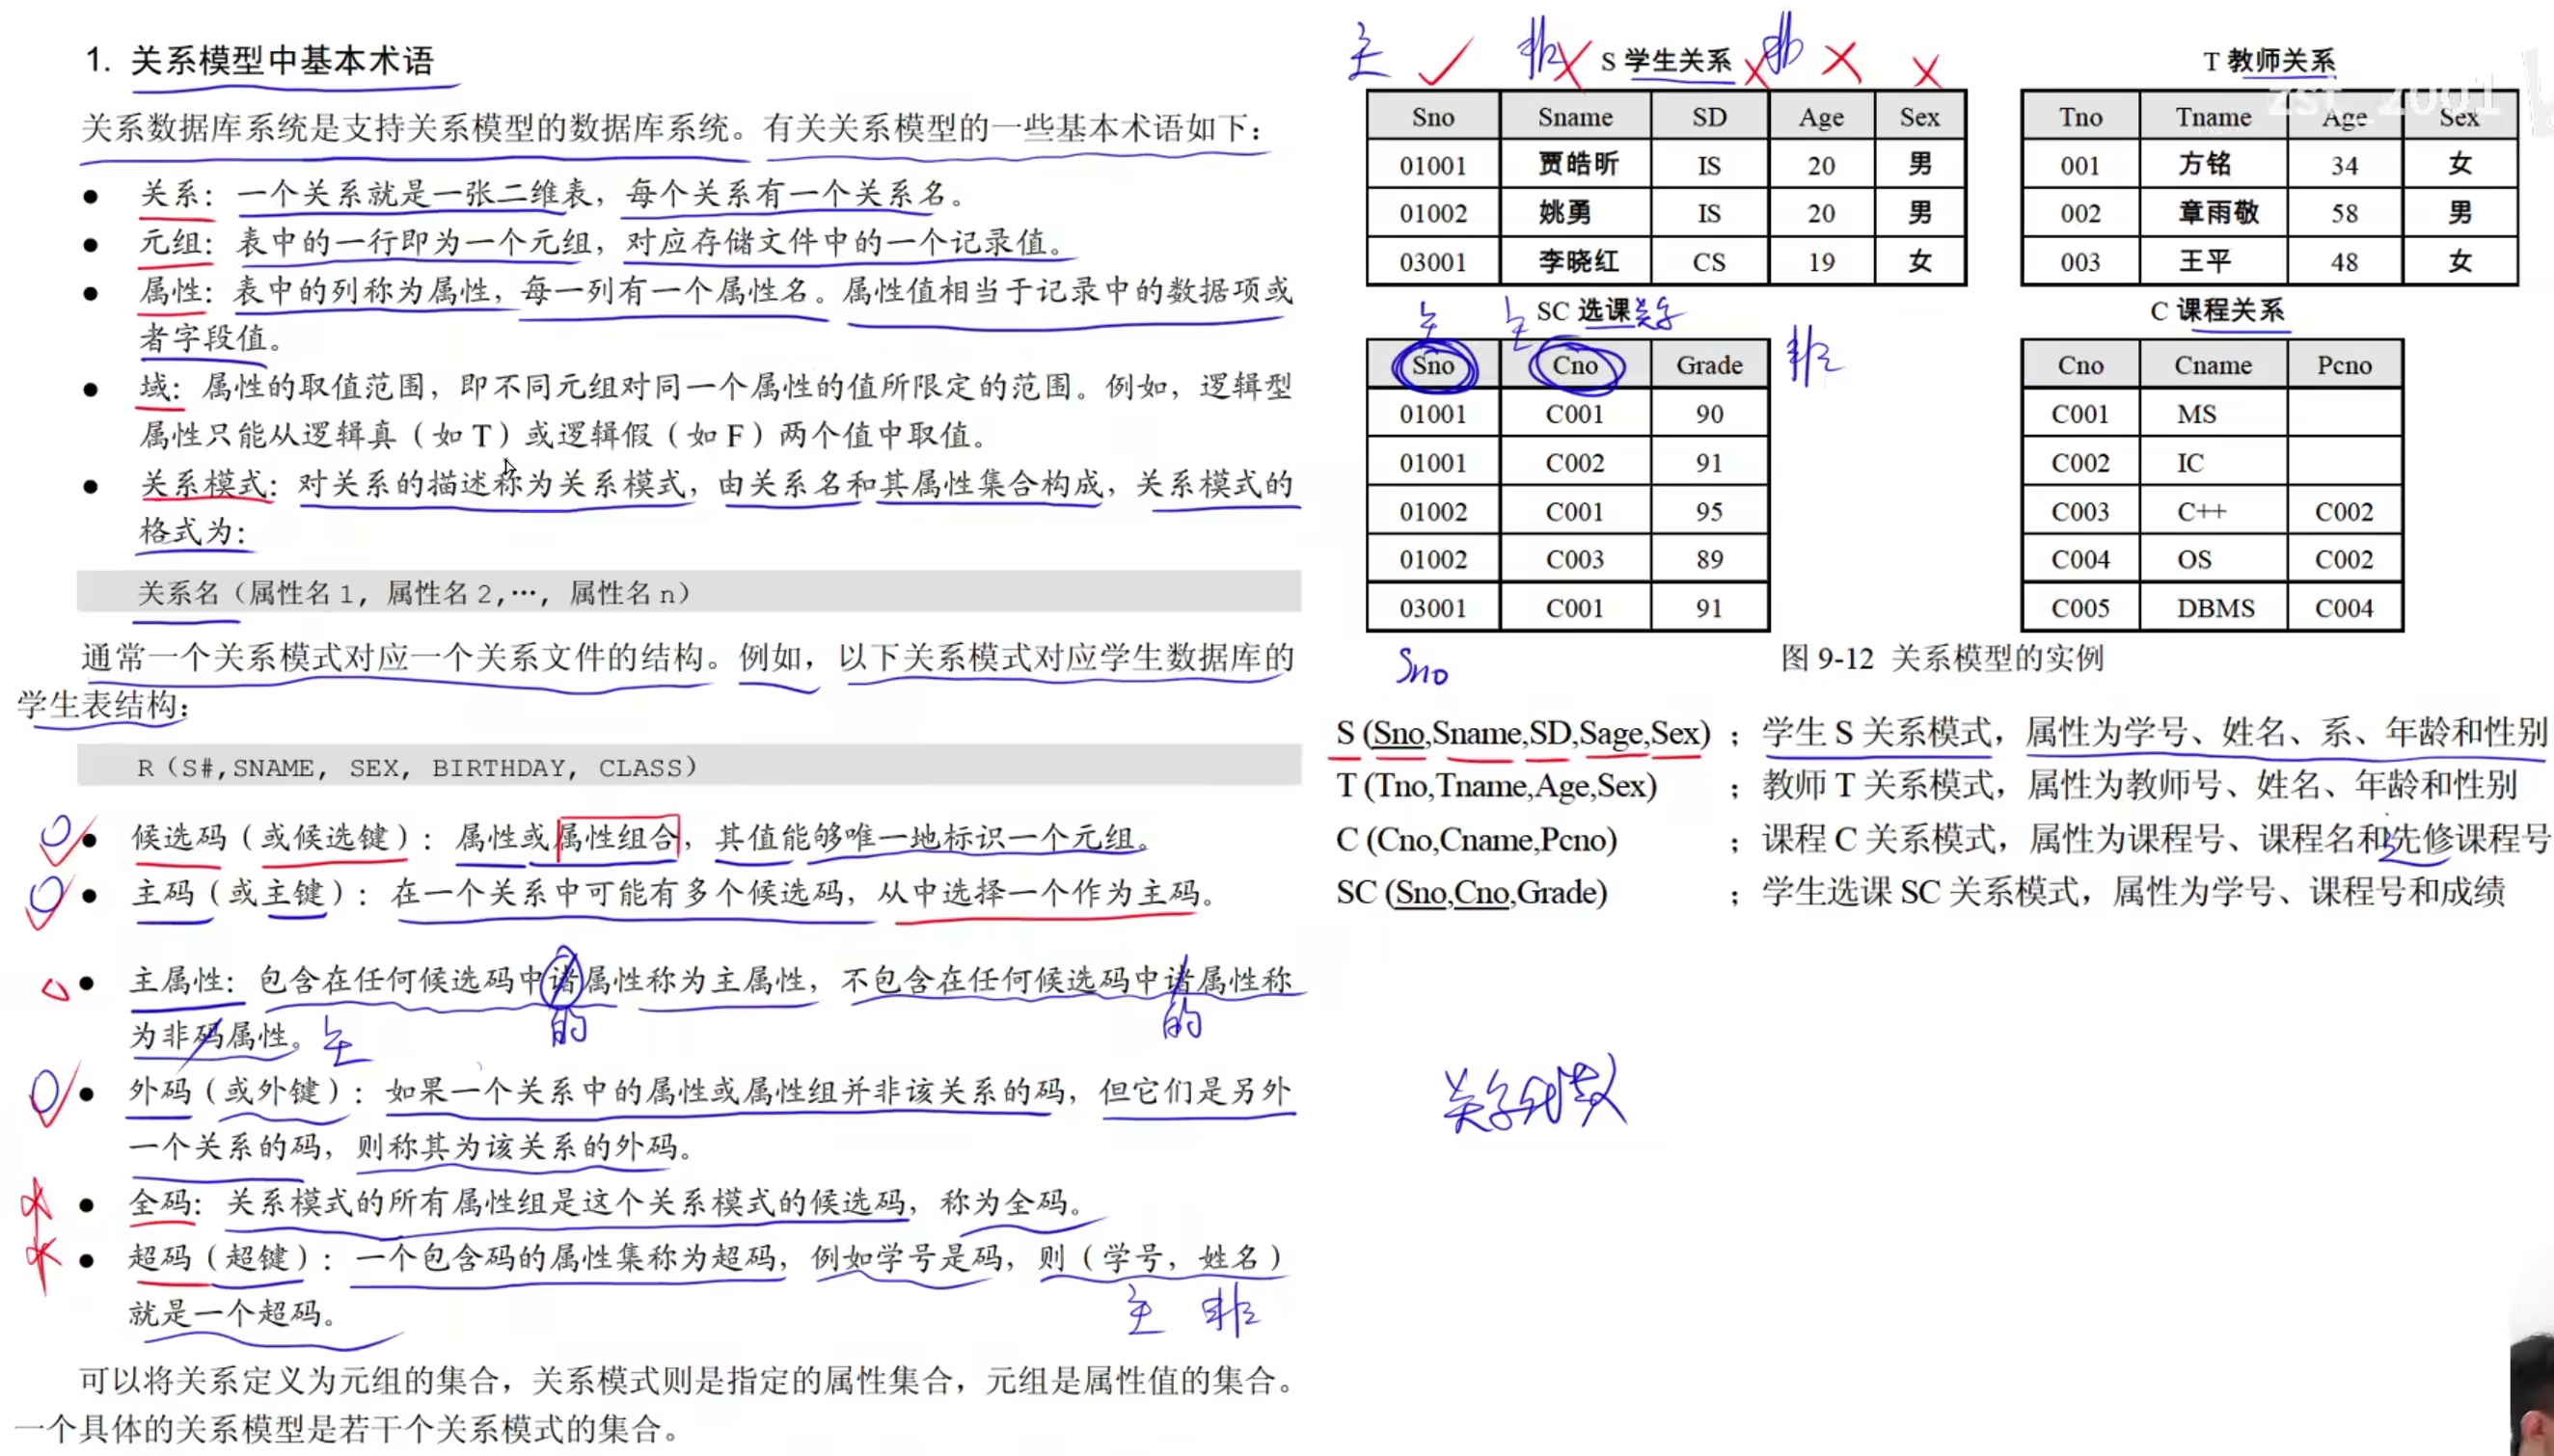 1. 关系模型中基本术语
关系数据库系统是支持关系模型的数据库系统。有关关系模型的一些基本术语如下：
● 关系：一个关系就是一张二维表，每个关系有一个关系名。
● 元组：表中的一行即为一个元组，对应存储文件中的一个记录值。
● 属性：表中的列称为属性，每一列有一个属性名。属性值相当于记录中的数据项或
者字段值。
● 域：属性的取值范围，即不同元组对同一个属性的值所限定的范围。例如，逻辑型
属性只能从逻辑真（如T）或逻辑假（如F）两个值中取值。
● 关系模式：对关系的描述称为关系模式，由关系名和其属性集合构成，关系模式的
格式为：
关系名（属性名1，属性名2,…，属性名n）
通常一个关系模式对应一个关系文件的结构。例如，以下关系模式对应学生数据库的
学生表结构：
R（S#,SNAME, SEX, BIRTHDAY, CLASS）
● 候选码（或候选键）：属性或属性组合，其值能够唯一地标识一个元组。
● 主码（或主键）：在一个关系中可能有多个候选码，从中选择一个作为主码。
● 主属性：包含在任何候选码中诸属性称为主属性，不包含在任何候选码中诸属性称
的 的
为非码属性。主
● 外码（或外键）：如果一个关系中的属性或属性组并非该关系的码，但它们是另外
一个关系的码，则称其为该关系的外码。
● 全码：关系模式的所有属性组是这个关系模式的候选码，称为全码。
● 超码（超键）：一个包含码的属性集称为超码，例如学号是码，则（学号，姓名）
就是一个超码。
主 非
可以将关系定义为元组的集合，关系模式则是指定的属性集合，元组是属性值的集合。
一个具体的关系模型是若干个关系模式的集合。
主 非 非
S 学生关系
Sno Sname SD Age Sex
01001 贾皓昕 IS 20 男
01002 姚勇 IS 20 男
03001 李晓红 CS 19 女
T 教师关系
zst_2001
Tno Tname Age Sex
001 方铭 34 女
002 章雨敬 58 男
003 王平 48 女
主 主 SC 选课关系
非
Sno Cno Grade
01001 C001 90
01001 C002 91
01002 C001 95
01002 C003 89
03001 C001 91
Sno
C 课程关系
Cno Cname Pcno
C001 MS
C002 IC
C003 C++ C002
C004 OS C002
C005 DBMS C004
图 9-12 关系模型的实例
S (Sno,Sname,SD,Sage,Sex) ；学生 S 关系模式，属性为学号、姓名、系、年龄和性别
T (Tno,Tname,Age,Sex) ；教师 T 关系模式，属性为教师号、姓名、年龄和性别
C (Cno,Cname,Pcno) ；课程 C 关系模式，属性为课程号、课程名和先修课程号
SC (Sno,Cno,Grade) ；学生选课 SC 关系模式，属性为学号、课程号和成绩